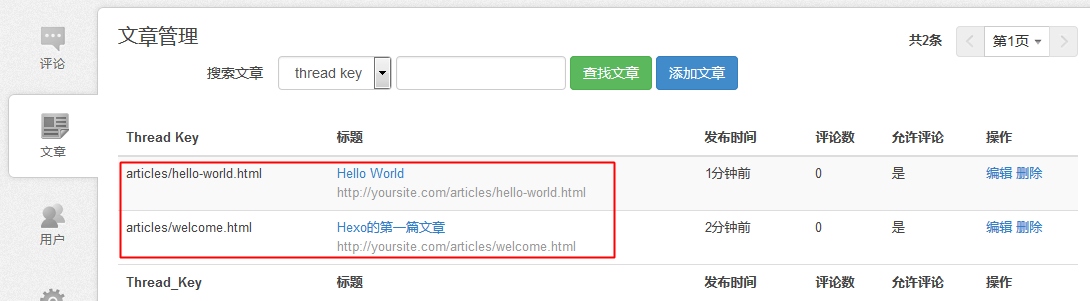 评论
文章
用户
文章管理
共2条 第1页
搜索文章 thread key 查找文章 添加文章
Thread Key 标题 发布时间 评论数 允许评论 操作
articles/hello-world.html Hello World 1分钟前 0 是 编辑 删除
http://yoursite.com/articles/hello-world.html
articles/welcome.html Hexo的第一篇文章 2分钟前 0 是 编辑 删除
http://yoursite.com/articles/welcome.html
Thread_Key 标题 发布时间 评论数 允许评论 操作